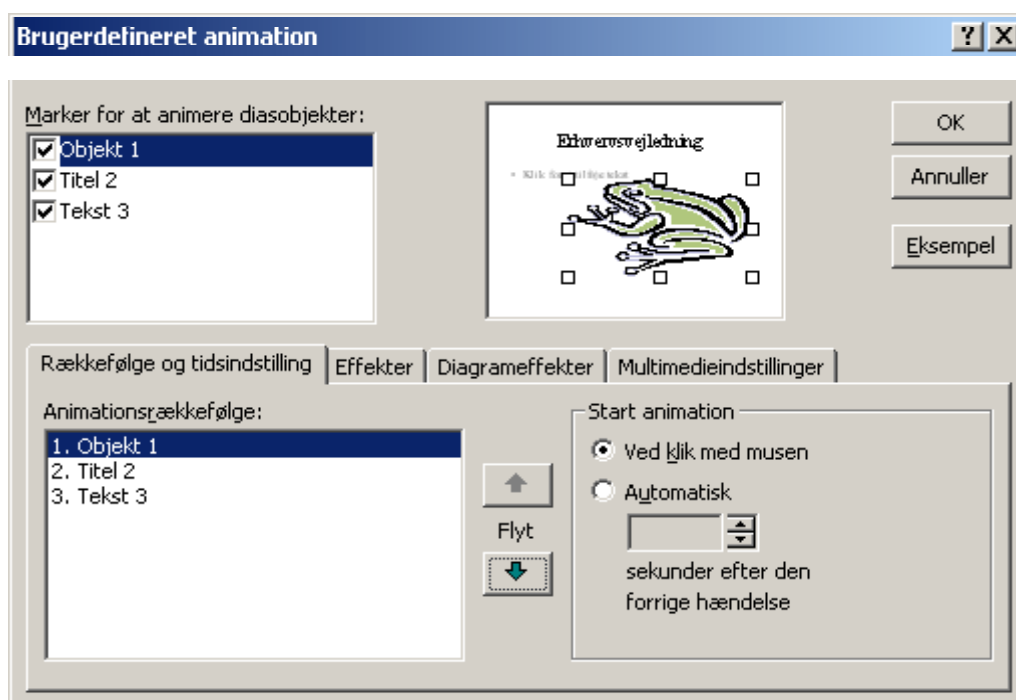 Brugerdefineret animation
Marker for at animere diasobjekter:
Objekt 1
Titel 2
Tekst 3
Erhvervsvejledning
• Klik for
OK
Annuller
Eksempel
Rækkefølge og tidsindstilling
Effekter
Diagrameffekter
Multimedieindstillinger
Animationsrækkefølge:
1. Objekt 1
2. Titel 2
3. Tekst 3
Flyt
Start animation
Ved klik med musen
Automatisk
sekunder efter den
forrige hændelse